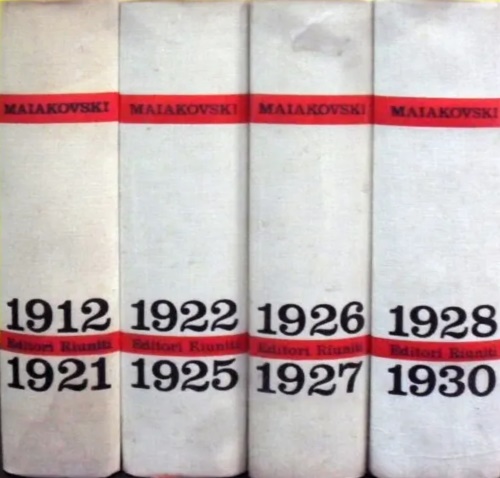 MAIAKOVSKI
1912
Editori Riuniti
1921
MAIAKOVSKI
1922
Editori Riuniti
1925
MAIAKOVSKI
1926
Editori Riuniti
1927
MAIAKOVSKI
1928
Editori Riuniti
1930